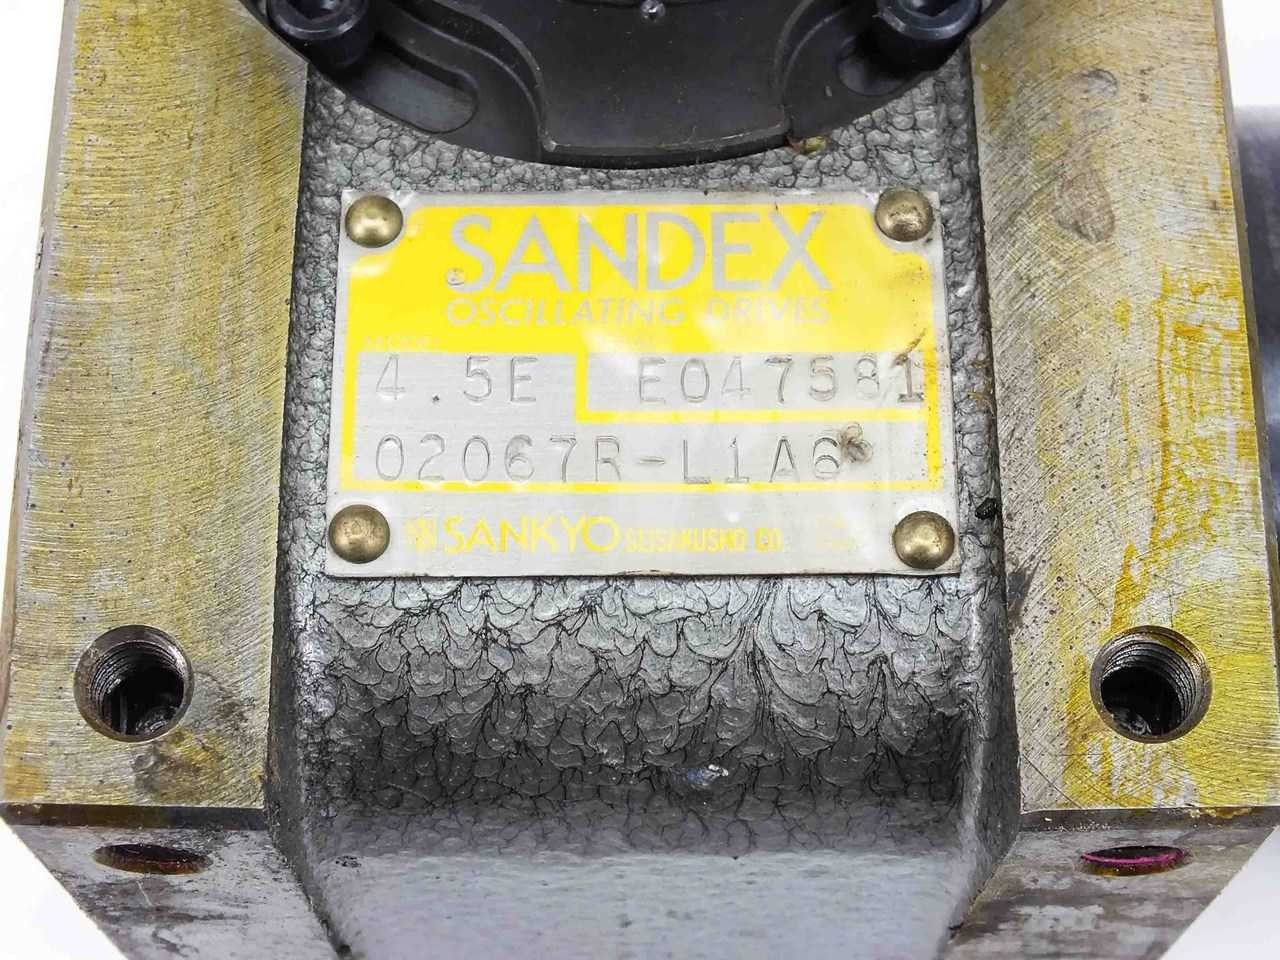 SANDEX
OSCILLATING DRIVES
4.5E E047581
02067R-L1A6
SANKYO SEISAKUSHO CO